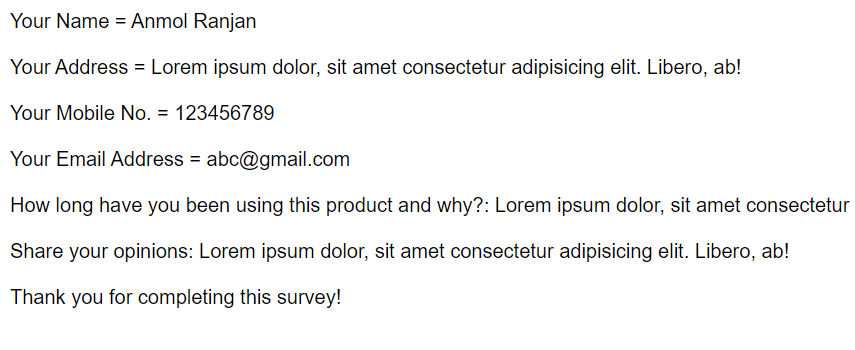 Your Name = Anmol Ranjan
Your Address = Lorem ipsum dolor, sit amet consectetur adipisicing elit. Libero, ab!
Your Mobile No. = 123456789
Your Email Address = abc@gmail.com
How long have you been using this product and why?: Lorem ipsum dolor, sit amet consectetur
Share your opinions: Lorem ipsum dolor, sit amet consectetur adipisicing elit. Libero, ab!
Thank you for completing this survey!